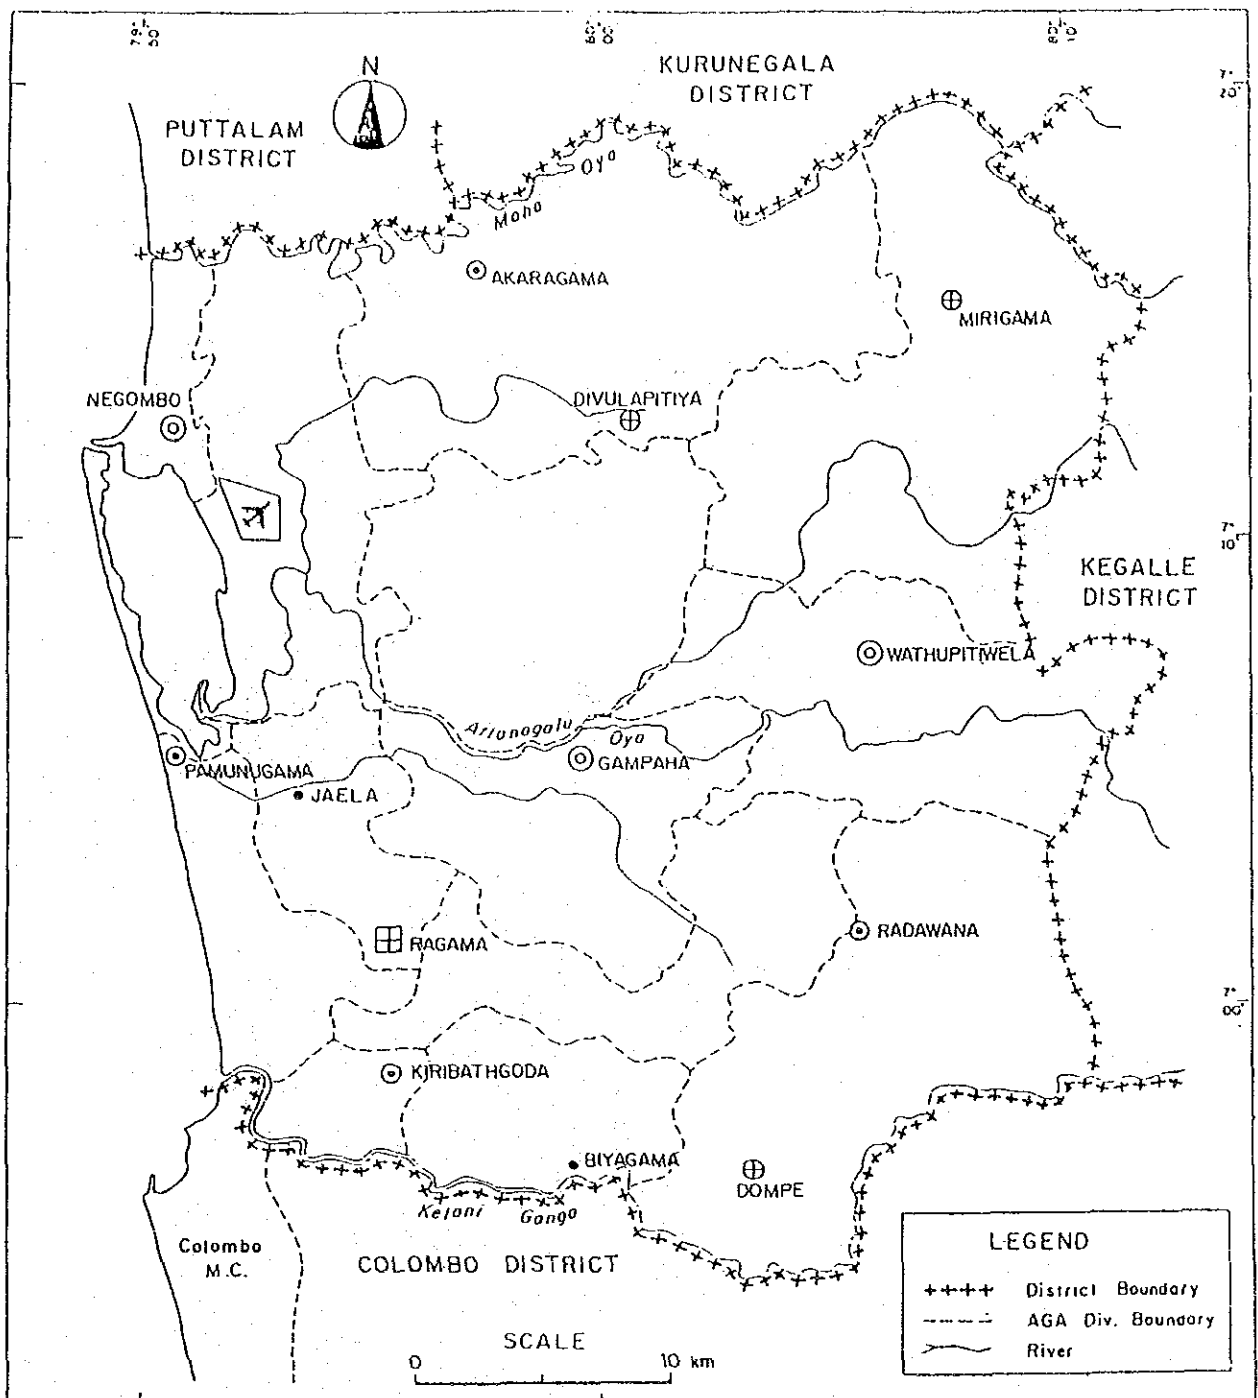 79° 50'
80° 00'
80° 10'
7° 20'
N
KURUNEGALA
DISTRICT
PUTTALAM
DISTRICT
Maha Oya
AKARAGAMA
MIRIGAMA
NEGOMBO
DIVULAPITIYA
7° 10'
KEGALLE
DISTRICT
WATHUPITIWELA
Attanagalu Oya
GAMPAHA
PAMUNUGAMA
JAELA
RAGAMA
RADAWANA
7° 00'
KIRIBATHGODA
BIYAGAMA
DOMPE
Kelani Ganga
Colombo
M.C.
COLOMBO DISTRICT
LEGEND
++++ District Boundary
------ AGA Div. Boundary
River
SCALE
0 10 km